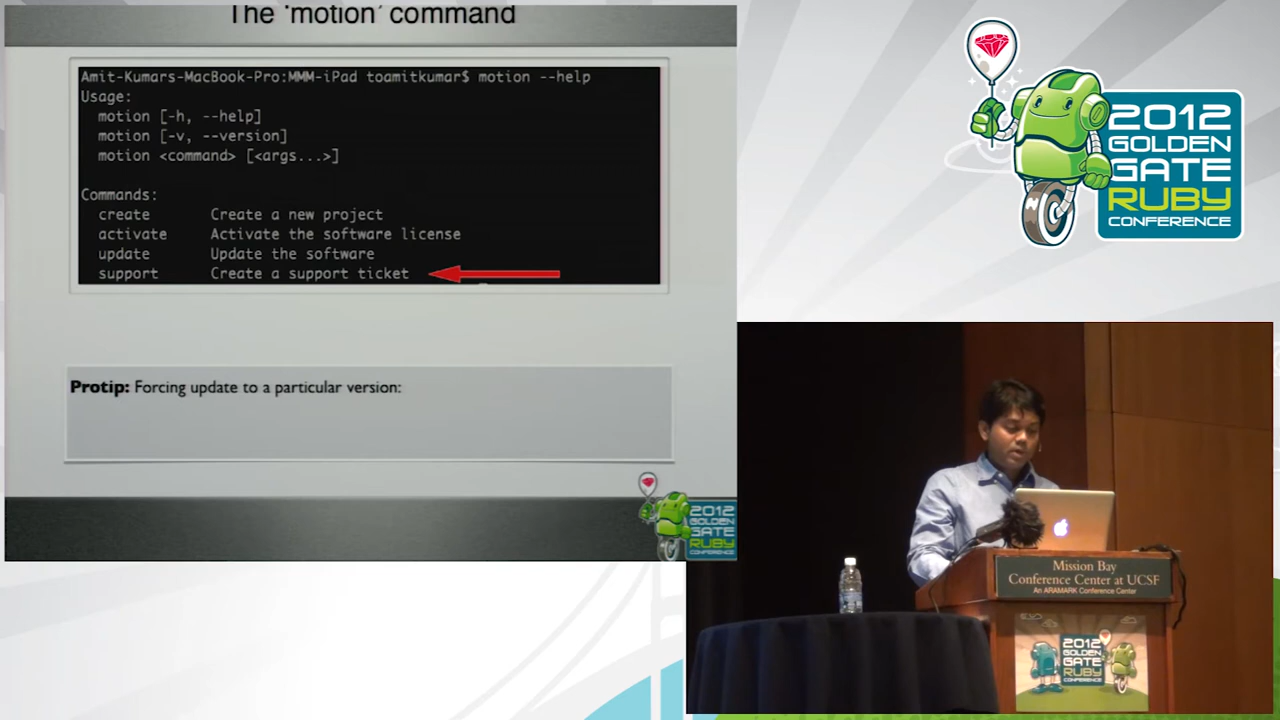 The 'motion' command
Amit-Kumars-MacBook-Pro:MMM-iPad toamitkumar$ motion --help
Usage:
motion [-h, --help]
motion [-v, --version]
motion <command> [<args...>]
Commands:
create Create a new project
activate Activate the software license
update Update the software
support Create a support ticket
Protip: Forcing update to a particular version:
2012
GOLDEN
GATE
RUBY
CONFERENCE
2012
GOLDEN
GATE
RUBY
CONFERENCE
Mission Bay
Conference Center at UCSF
An ARAMARK Conference Center
2012
GOLDEN
GATE
RUBY
CONFERENCE